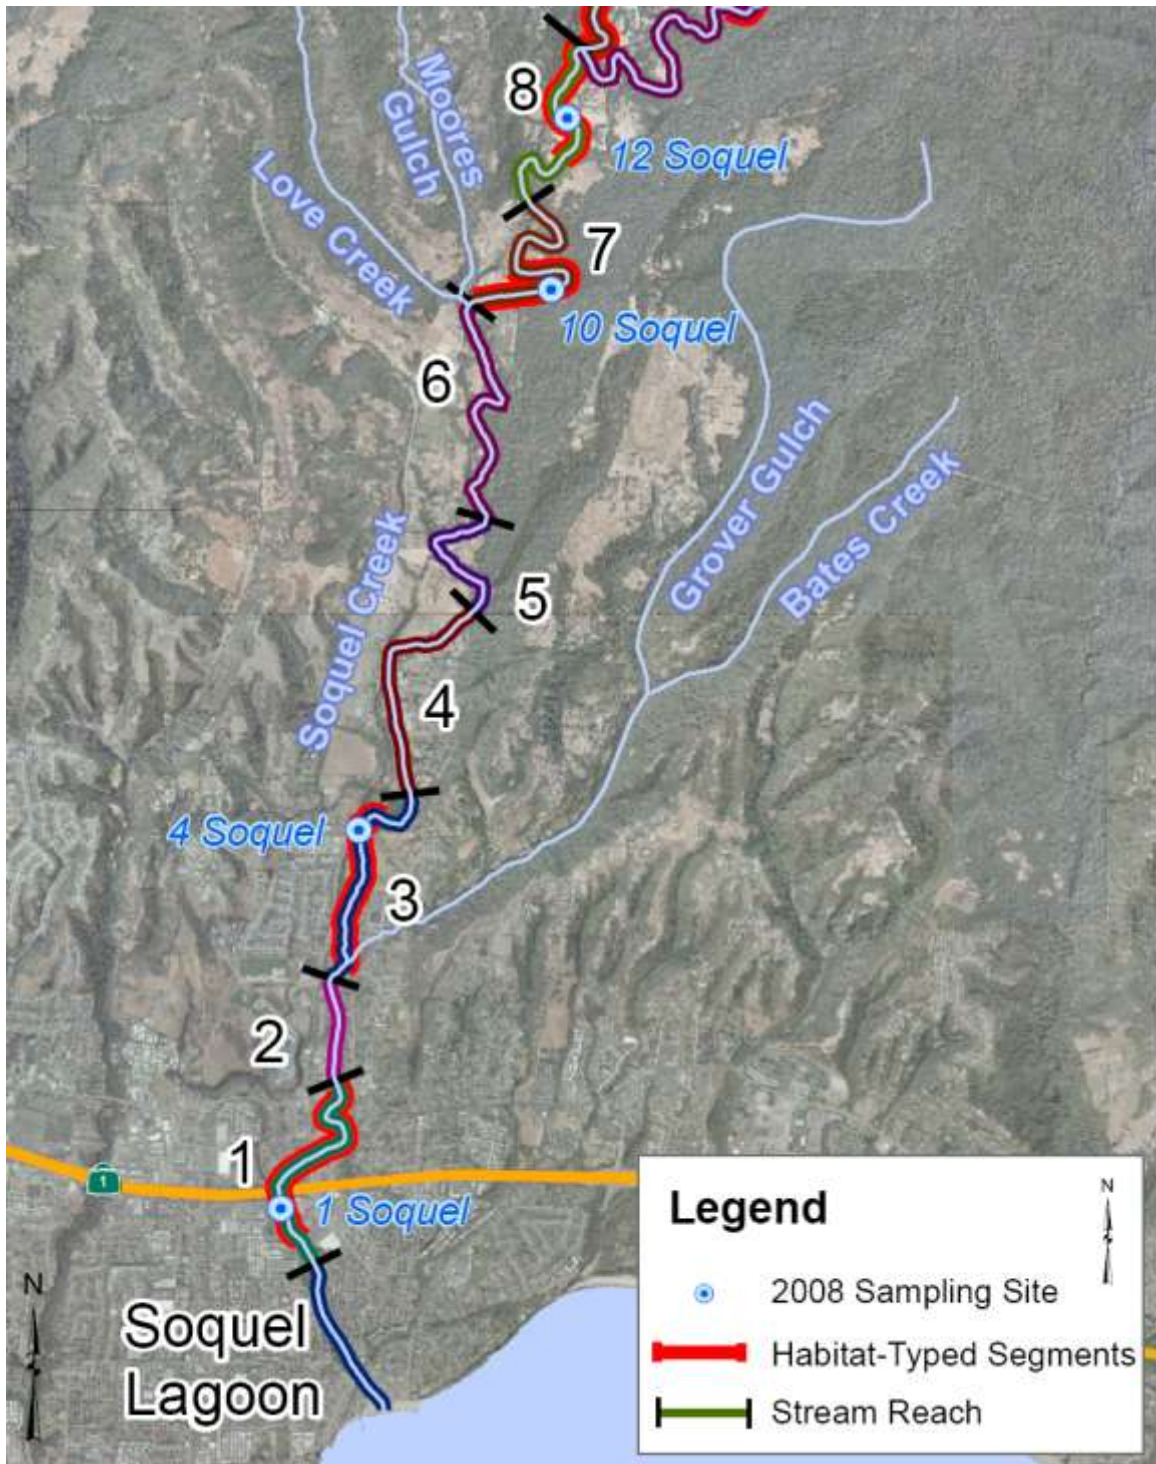 8
Moores
Gulch
12 Soquel
Love Creek
7
10 Soquel
6
Grover Gulch
Bates Creek
Soquel Creek
5
4
4 Soquel
3
2
1
1
1 Soquel
Soquel
Lagoon
N
Legend
N
2008 Sampling Site
Habitat-Typed Segments
Stream Reach